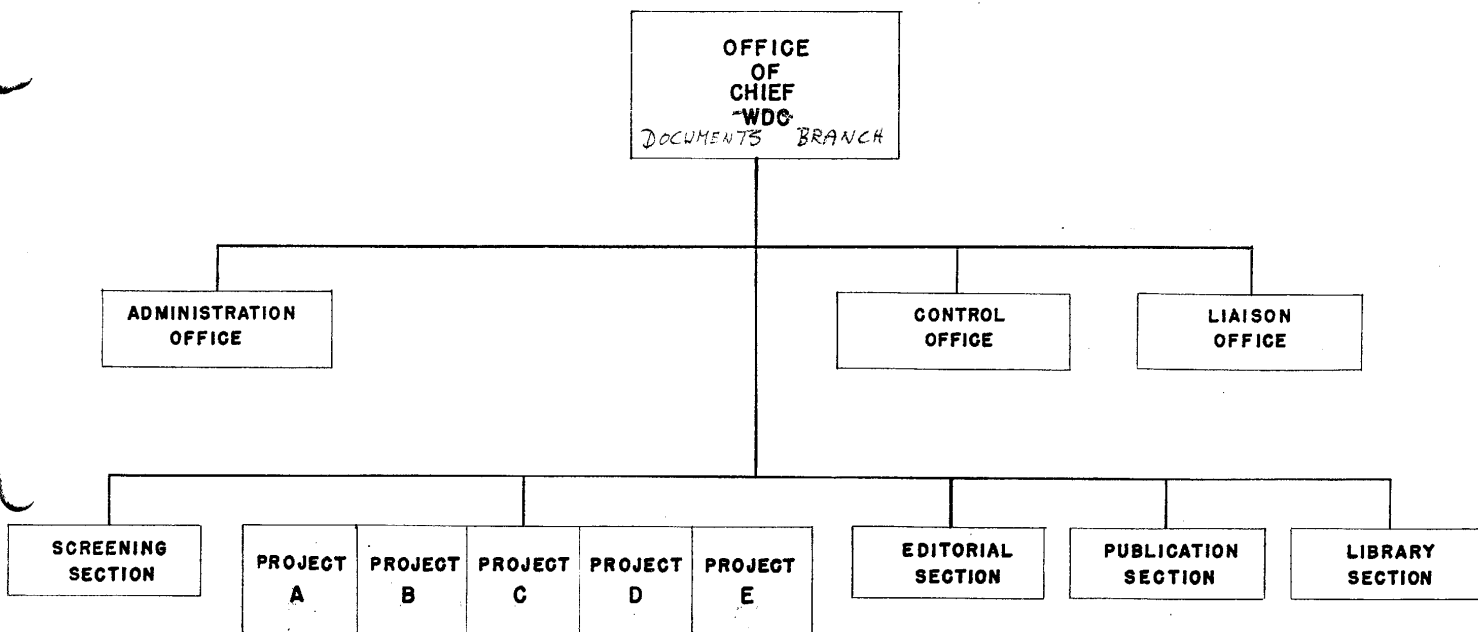 OFFICE
OF
CHIEF
WDC
DOCUMENTS BRANCH
ADMINISTRATION
OFFICE
CONTROL
OFFICE
LIAISON
OFFICE
SCREENING
SECTION
PROJECT
A
PROJECT
B
PROJECT
C
PROJECT
D
PROJECT
E
EDITORIAL
SECTION
PUBLICATION
SECTION
LIBRARY
SECTION